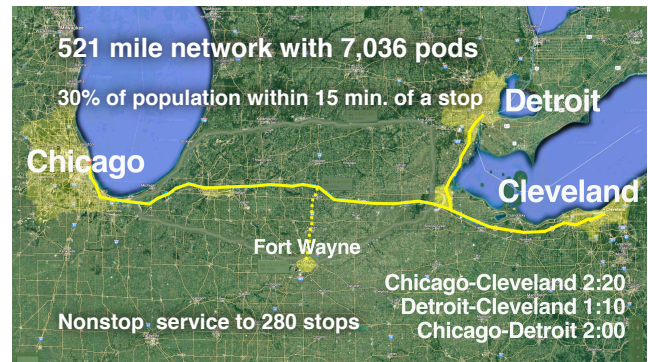 521 mile network with 7,036 pods
30% of population within 15 min. of a stop
Detroit
Chicago
Cleveland
Fort Wayne
Chicago-Cleveland 2:20
Detroit-Cleveland 1:10
Chicago-Detroit 2:00
Nonstop service to 280 stops